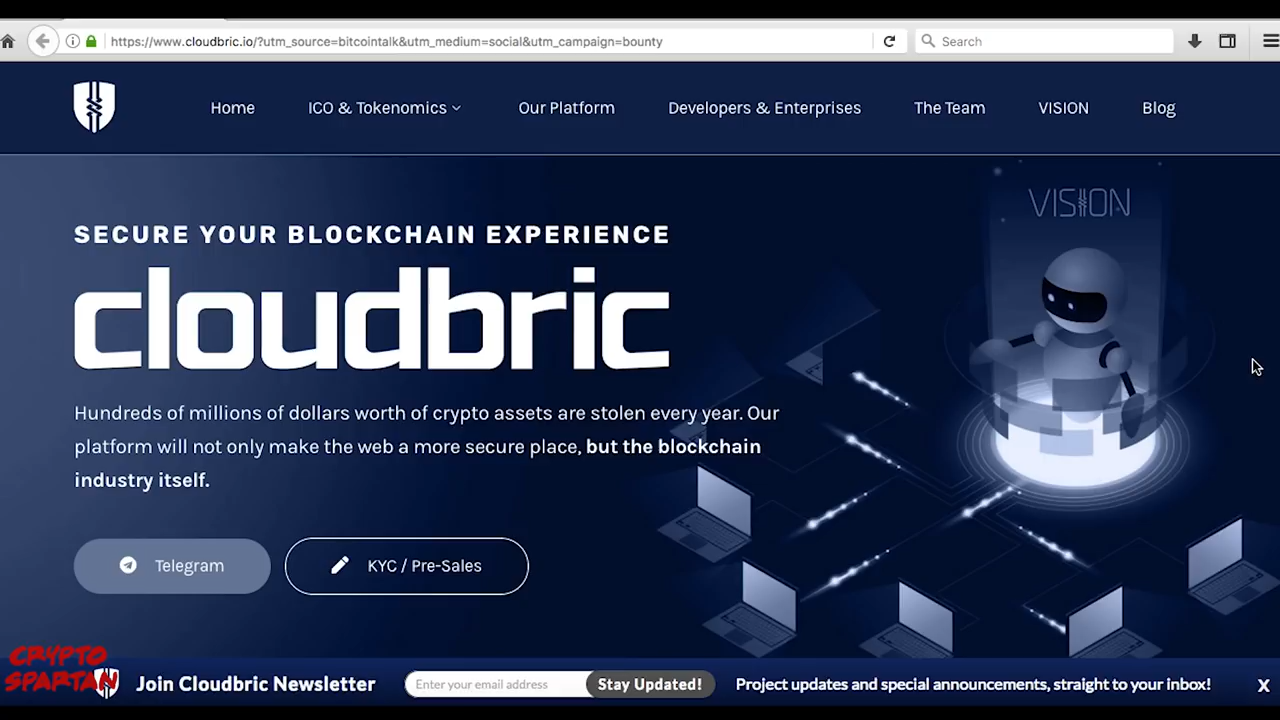 https://www.cloudbric.io/?utm_source=bitcointalk&utm_medium=social&utm_campaign=bounty
Search
Home
ICO & Tokenomics
Our Platform
Developers & Enterprises
The Team
VISION
Blog
VISION
SECURE YOUR BLOCKCHAIN EXPERIENCE
cloudbric
Hundreds of millions of dollars worth of crypto assets are stolen every year. Our
platform will not only make the web a more secure place, but the blockchain
industry itself.
Telegram
KYC / Pre-Sales
CRYPTO
SPARTAN
Join Cloudbric Newsletter
Enter your email address
Stay Updated!
Project updates and special announcements, straight to your inbox!
X